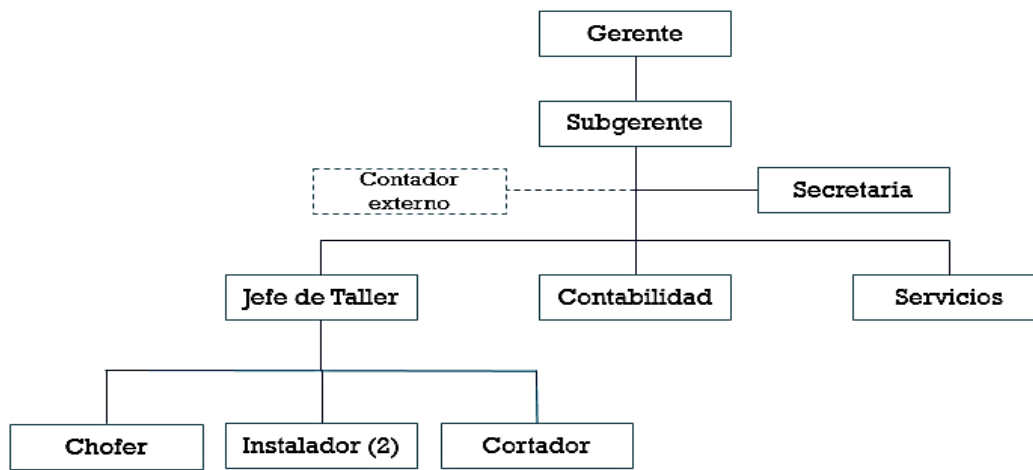 Gerente
Subgerente
Contador
externo
Secretaria
Jefe de Taller
Contabilidad
Servicios
Chofer
Instalador (2)
Cortador